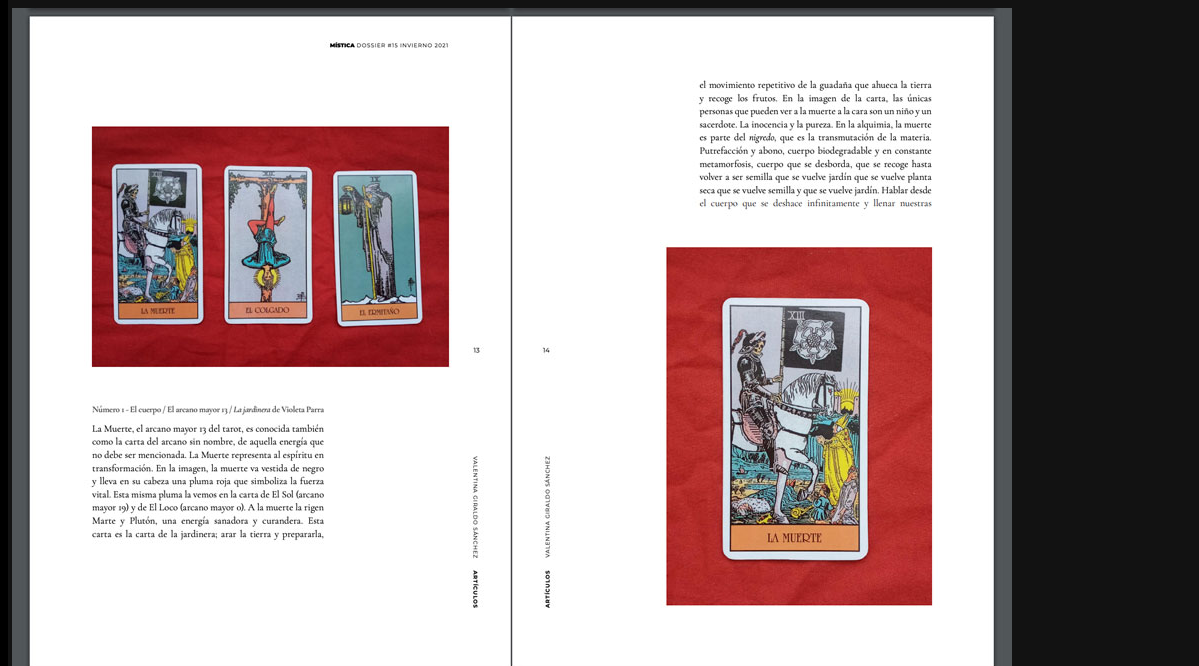 MÍSTICA DOSSIER #15 INVIERNO 2021
XIII
LA MUERTE
XII
EL COLGADO
EL ERMITAÑO
13
Número 1 - El cuerpo / El arcano mayor 13 / La jardinera de Violeta Parra
La Muerte, el arcano mayor 13 del tarot, es conocida también
como la carta del arcano sin nombre, de aquella energía que
no debe ser mencionada. La Muerte representa al espíritu en
transformación. En la imagen, la muerte va vestida de negro
y lleva en su cabeza una pluma roja que simboliza la fuerza
vital. Esta misma pluma la vemos en la carta de El Sol (arcano
mayor 19) y de El Loco (arcano mayor 0). A la muerte la rigen
Marte y Plutón, una energía sanadora y curandera. Esta
carta es la carta de la jardinera; arar la tierra y prepararla,
VALENTINA GIRALDO SÁNCHEZ ARTÍCULOS
el movimiento repetitivo de la guadaña que ahueca la tierra
y recoge los frutos. En la imagen de la carta, las únicas
personas que pueden ver a la muerte a la cara son un niño y un
sacerdote. La inocencia y la pureza. En la alquimia, la muerte
es parte del nigredo, que es la transmutación de la materia.
Putrefacción y abono, cuerpo biodegradable y en constante
metamorfosis, cuerpo que se desborda, que se recoge hasta
volver a ser semilla que se vuelve jardín que se vuelve planta
seca que se vuelve semilla y que se vuelve jardín. Hablar desde
el cuerpo que se deshace infinitamente y llenar nuestras
14
XIII
LA MUERTE
ARTÍCULOS VALENTINA GIRALDO SÁNCHEZ